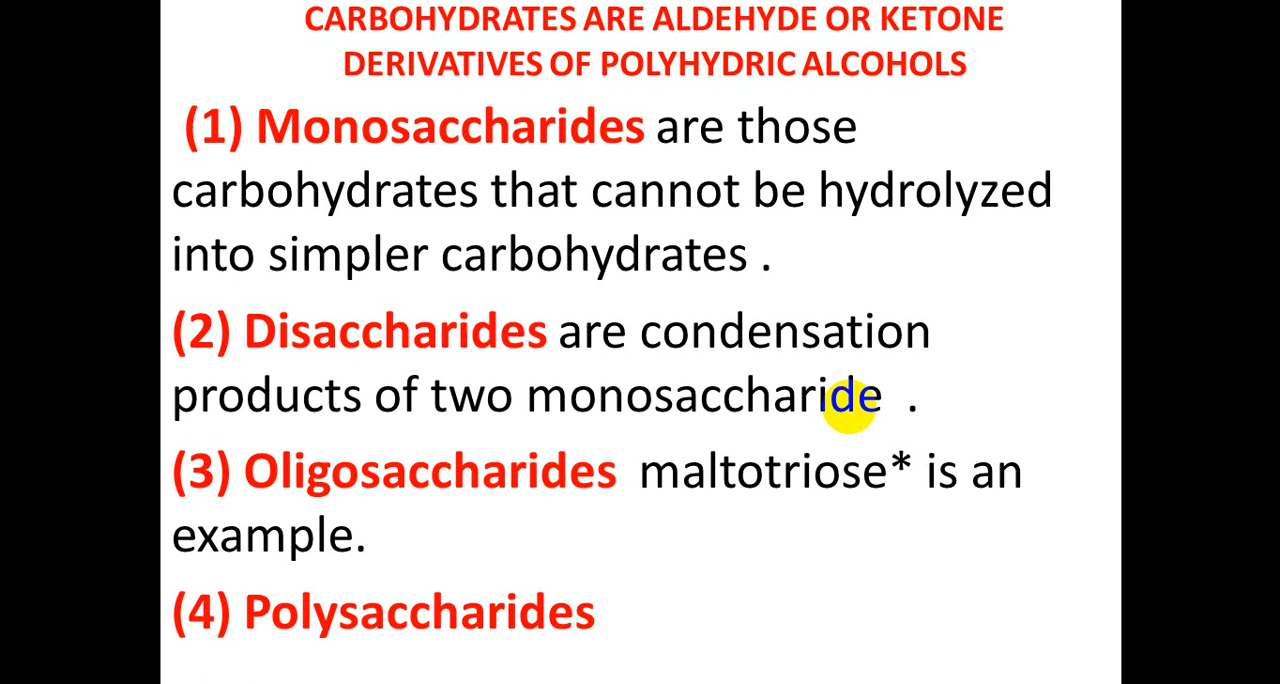 CARBOHYDRATES ARE ALDEHYDE OR KETONE
DERIVATIVES OF POLYHYDRIC ALCOHOLS
(1) Monosaccharides are those
carbohydrates that cannot be hydrolyzed
into simpler carbohydrates .
(2) Disaccharides are condensation
products of two monosaccharide .
(3) Oligosaccharides maltotriose* is an
example.
(4) Polysaccharides